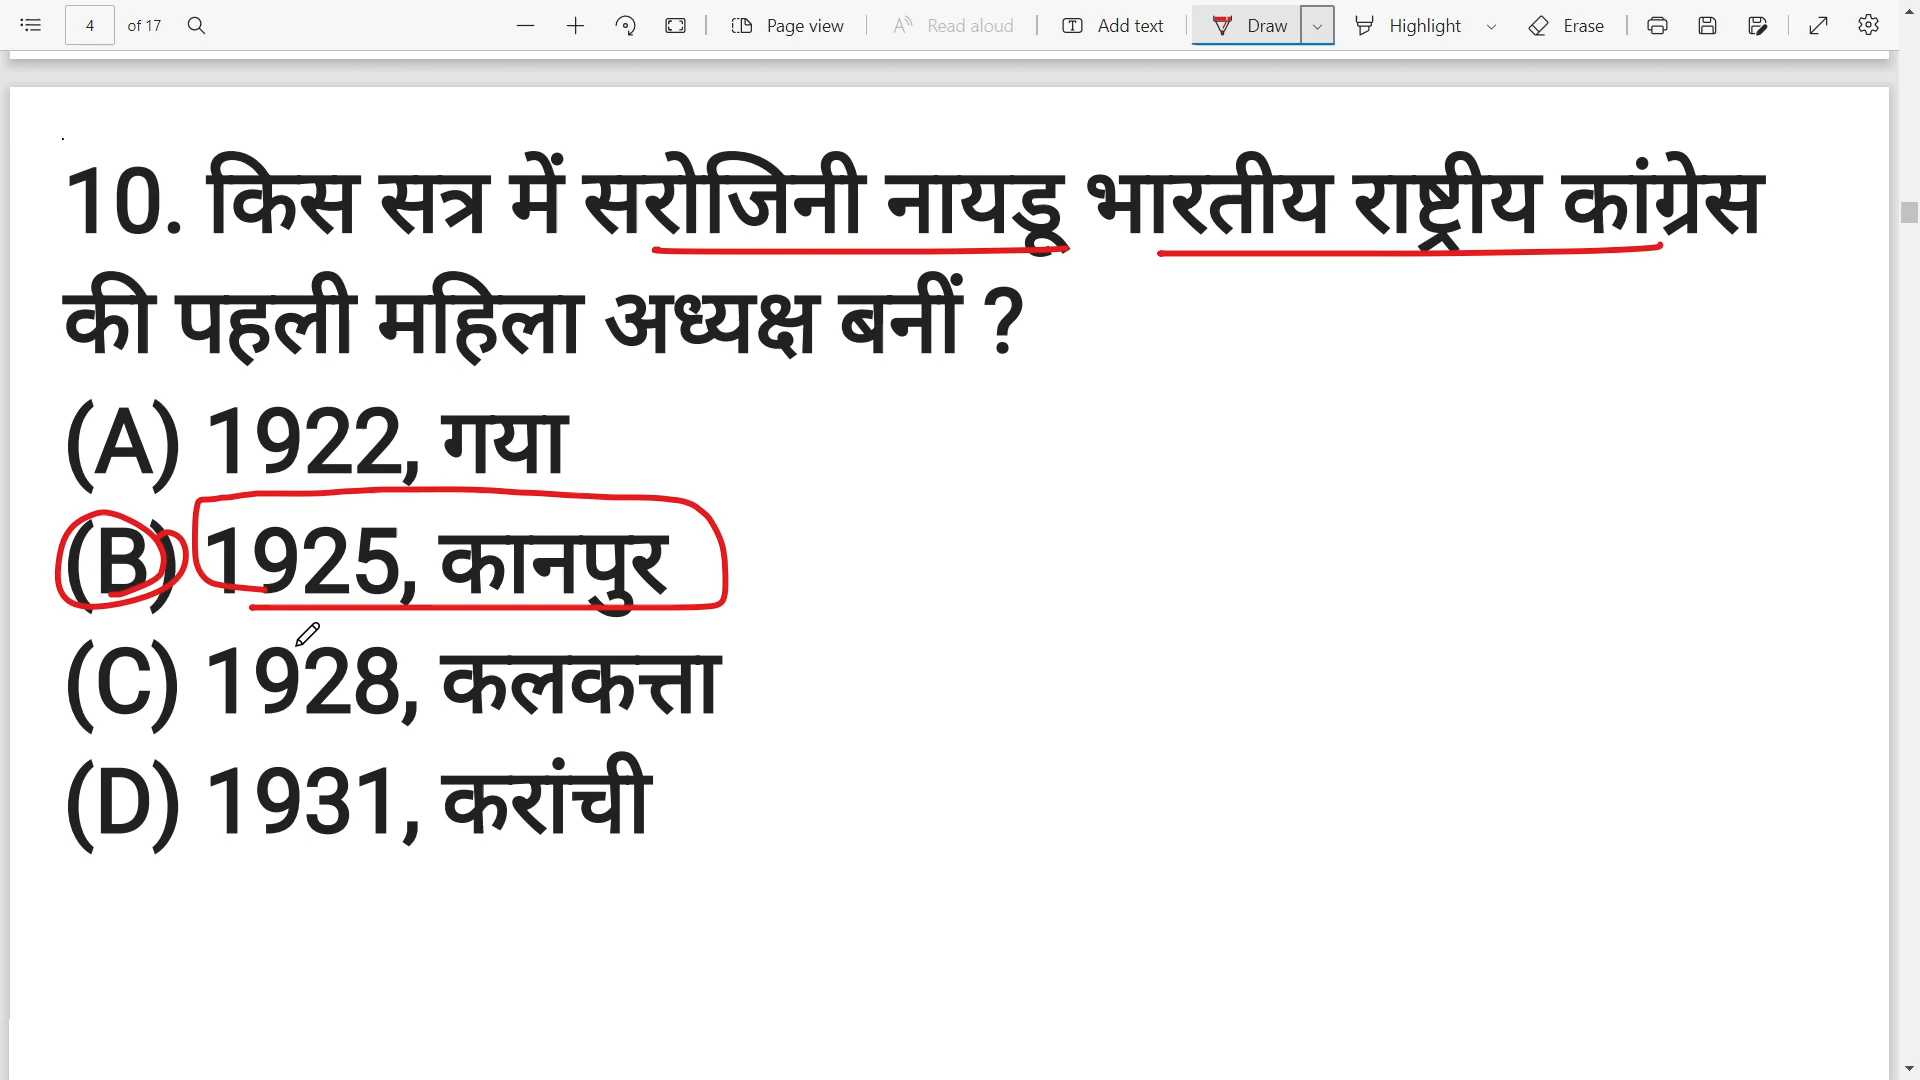 4 of 17 Page view Read aloud Add text Draw Highlight Erase
10. किस सत्र में सरोजिनी नायडू भारतीय राष्ट्रीय कांग्रेस
की पहली महिला अध्यक्ष बनीं ?
(A) 1922, गया
(B) 1925, कानपुर
(C) 1928, कलकत्ता
(D) 1931, करांची